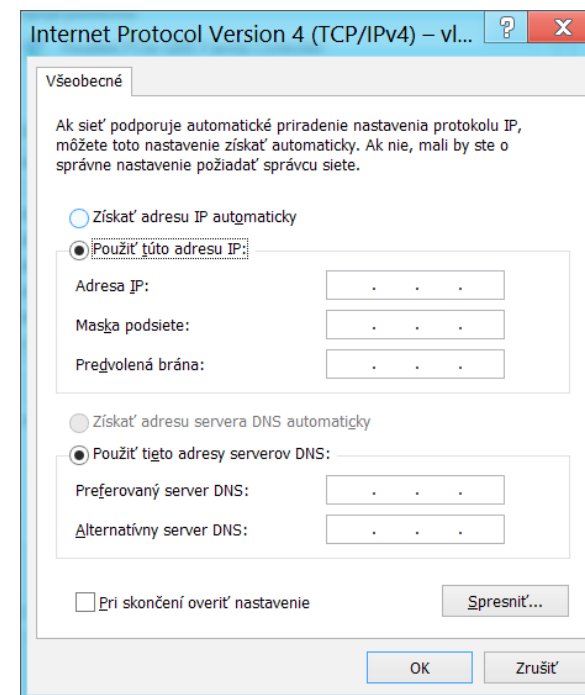 Internet Protocol Version 4 (TCP/IPv4) – vl...
Všeobecné
Ak sieť podporuje automatické priradenie nastavenia protokolu IP,
môžete toto nastavenie získať automaticky. Ak nie, mali by ste o
správne nastavenie požiadať správcu siete.
Získať adresu IP automaticky
Použiť túto adresu IP:
Adresa IP:
Maska podsiete:
Predvolená brána:
Získať adresu servera DNS automaticky
Použiť tieto adresy serverov DNS:
Preferovaný server DNS:
Alternatívny server DNS:
Pri skončení overiť nastavenie
Spresniť...
OK
Zrušiť